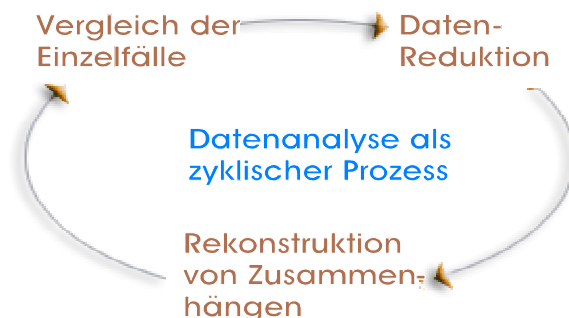 Vergleich der
Einzelfälle
Daten-
Reduktion
Datenanalyse als
zyklischer Prozess
Rekonstruktion
von Zusammen-
hängen